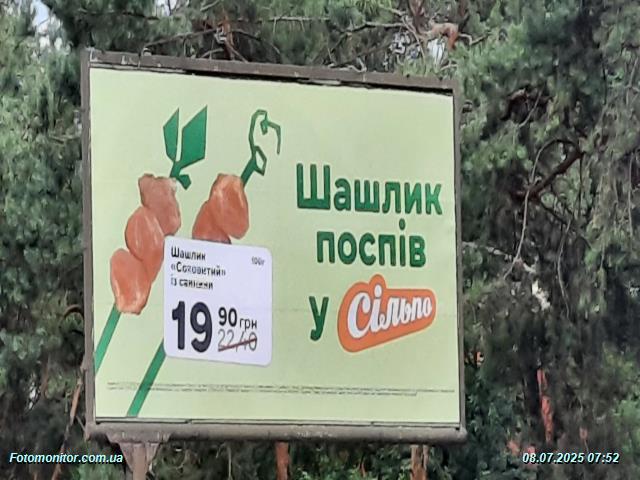 Шашлик
поспів
у Сільпо
Шашлик
«Соковитий»
із свинини
100г
19 90 грн
22,40
Fotomonitor.com.ua
08.07.2025 07:52